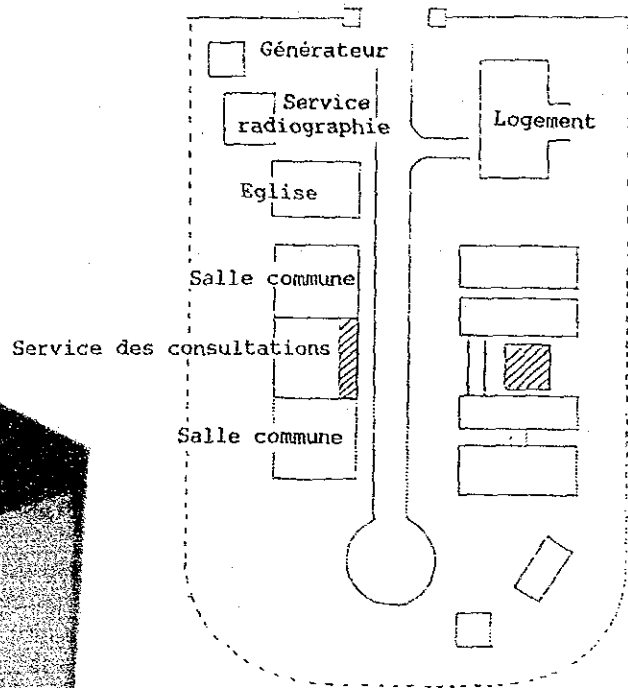 Générateur
Service
radiographie
Logement
Eglise
Salle commune
Service des consultations
Salle commune